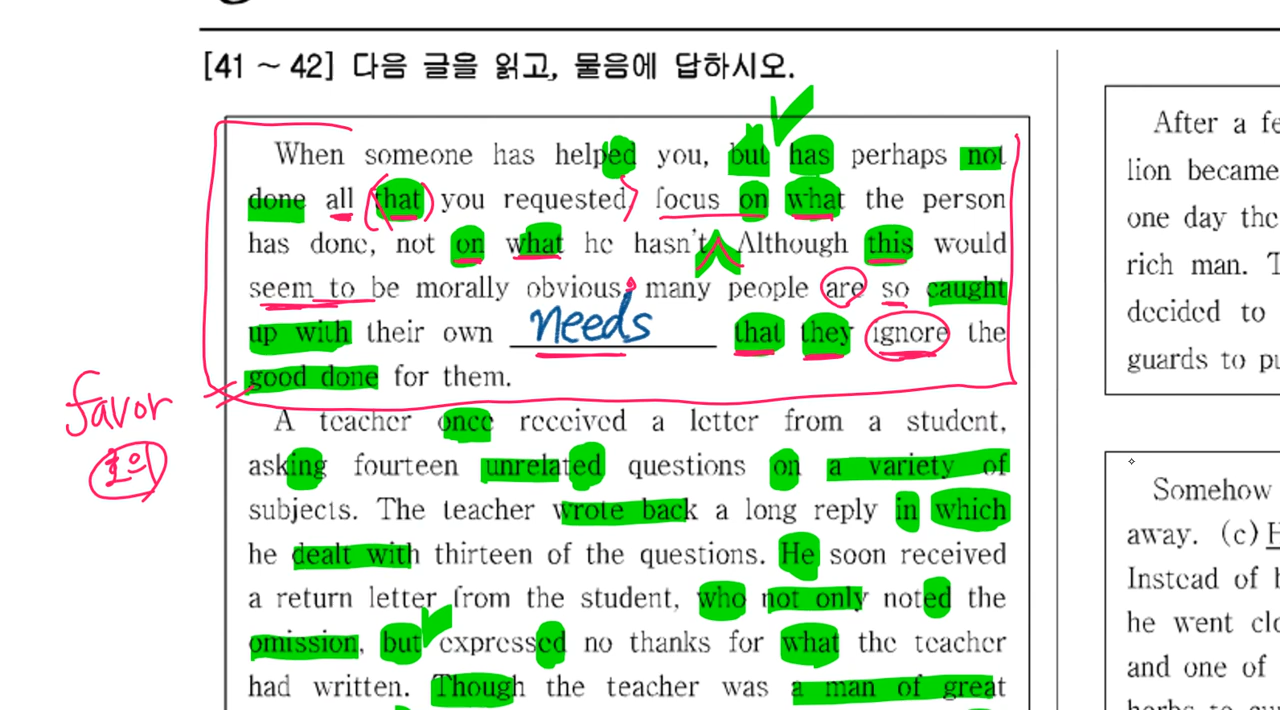 [41 ~ 42] 다음 글을 읽고, 물음에 답하시오.
When someone has helped you, but has perhaps not
done all that you requested, focus on what the person
has done, not on what he hasn't. Although this would
seem to be morally obvious, many people are so caught
up with their own needs that they ignore the
good done for them.
favor
호의
A teacher once received a letter from a student,
asking fourteen unrelated questions on a variety of
subjects. The teacher wrote back a long reply in which
he dealt with thirteen of the questions. He soon received
a return letter from the student, who not only noted the
omission, but expressed no thanks for what the teacher
had written. Though the teacher was a man of great
After a fe
lion became
one day the
rich man. T
decided to
guards to pu
Somehow
away. (c) H
Instead of h
he went clo
and one of